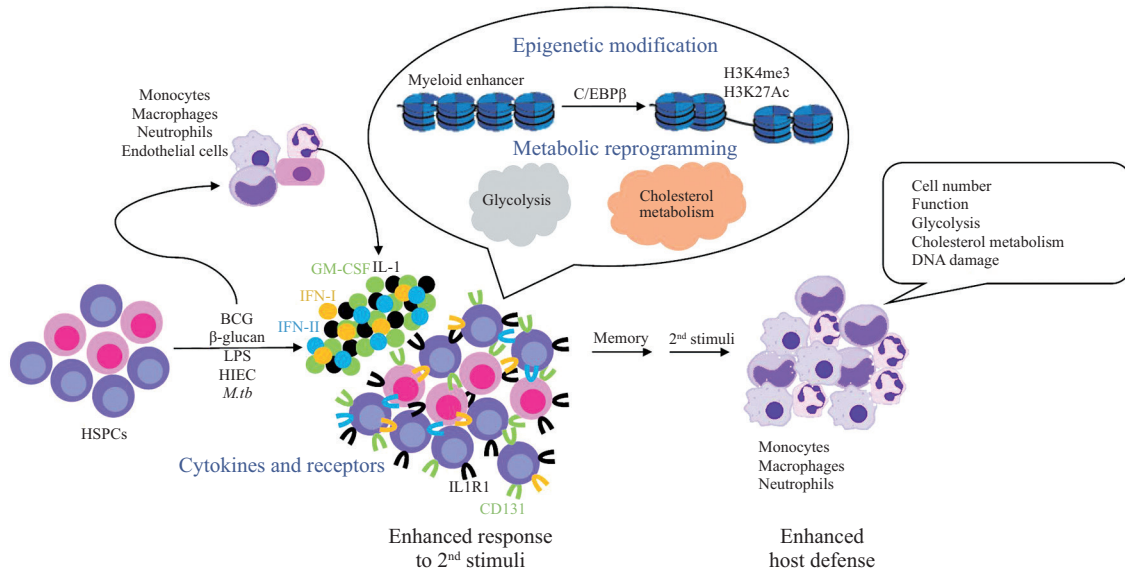 Epigenetic modification
Myeloid enhancer
C/EBPβ
H3K4me3
H3K27Ac
Metabolic reprogramming
Glycolysis
Cholesterol
metabolism
Monocytes
Macrophages
Neutrophils
Endothelial cells
Cell number
Function
Glycolysis
Cholesterol metabolism
DNA damage
GM-CSF
IL-1
IFN-I
IFN-II
BCG
β-glucan
LPS
HIEC
M.tb
HSPCs
Memory
2nd stimuli
Cytokines and receptors
IL1R1
CD131
Monocytes
Macrophages
Neutrophils
Enhanced response
to 2nd stimuli
Enhanced
host defense